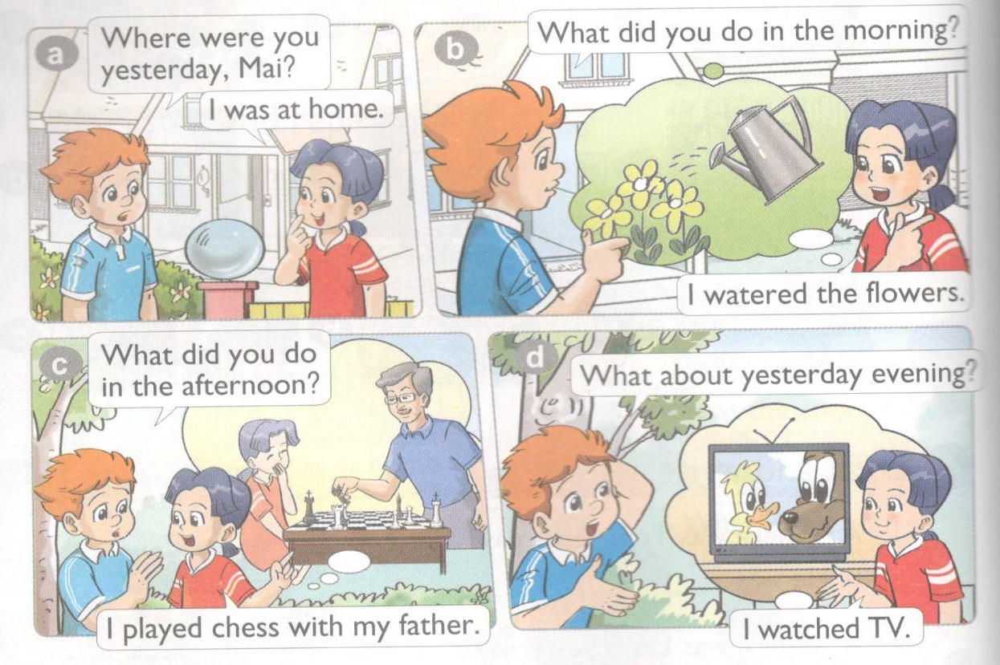 a
Where were you
yesterday, Mai?
I was at home.
b
What did you do in the morning?
I watered the flowers.
c
What did you do
in the afternoon?
I played chess with my father.
d
What about yesterday evening?
I watched TV.